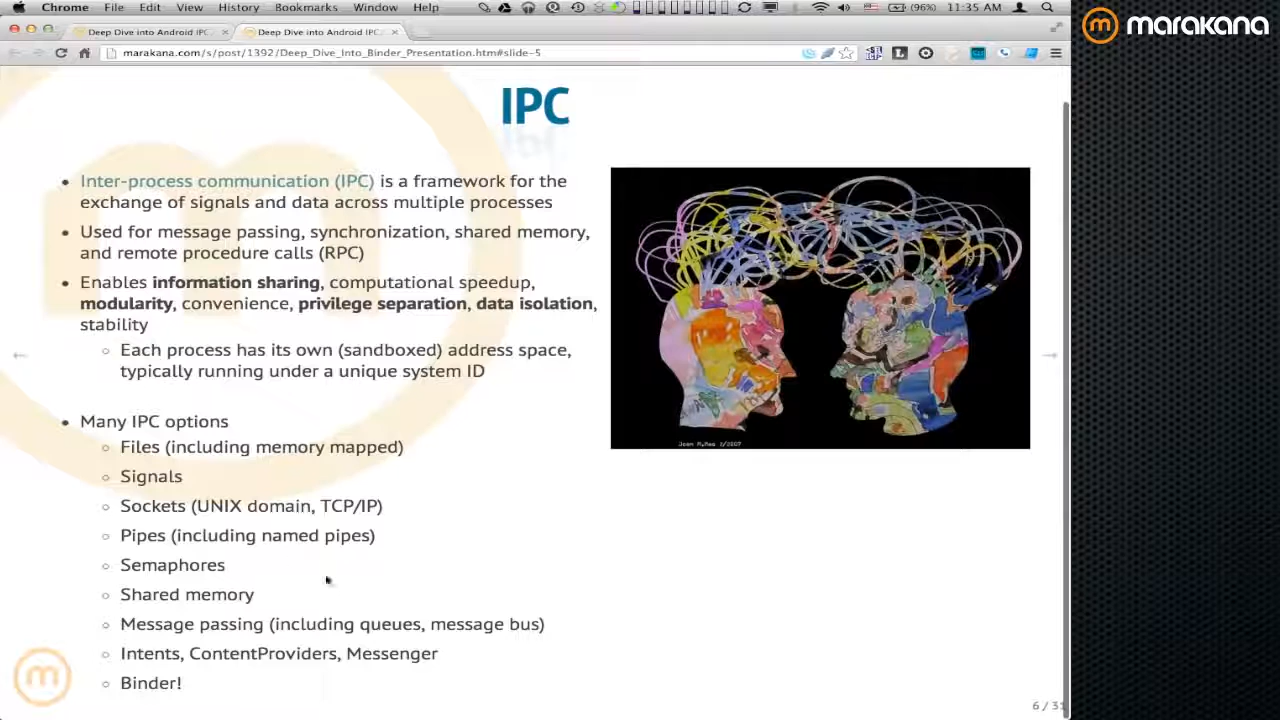 Chrome File Edit View History Bookmarks Window Help (96%) 11:35 AM
marakana
Deep Dive into Android IPC Deep Dive into Android IPC
marakana.com/s/post/1392/Deep_Dive_Into_Binder_Presentation.htm#slide-5
IPC
Inter-process communication (IPC) is a framework for the
exchange of signals and data across multiple processes
Used for message passing, synchronization, shared memory,
and remote procedure calls (RPC)
Enables information sharing, computational speedup,
modularity, convenience, privilege separation, data isolation,
stability
Each process has its own (sandboxed) address space,
typically running under a unique system ID
Many IPC options
Files (including memory mapped)
Signals
Sockets (UNIX domain, TCP/IP)
Pipes (including named pipes)
Semaphores
Shared memory
Message passing (including queues, message bus)
Intents, ContentProviders, Messenger
Binder!
6 / 31